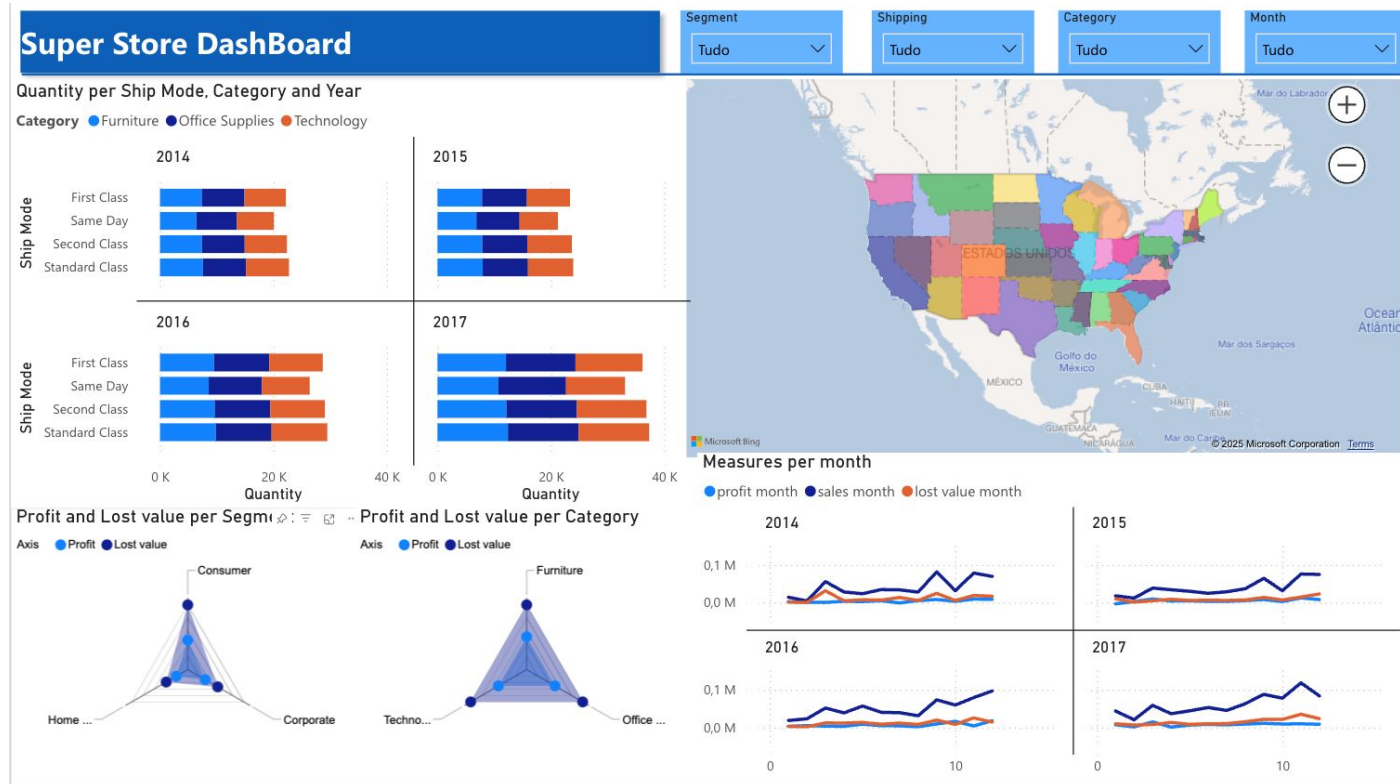 Super Store DashBoard
Segment
Tudo
Shipping
Tudo
Category
Tudo
Month
Tudo
Quantity per Ship Mode, Category and Year
Category Furniture Office Supplies Technology
2014
2015
Ship Mode
First Class
Same Day
Second Class
Standard Class
2016
2017
Ship Mode
First Class
Same Day
Second Class
Standard Class
0 K 20 K 40 K 0 K 20 K 40 K
Quantity Quantity
Mar do Labrador
ESTADOS UNIDOS
Ocean
Atlântic
Mar dos Sargaços
Golfo do
México
MÉXICO
CUBA
HAITI
PR
(EUA)
GUATEMALA
NICARÁGUA
Mar do Caribe
Microsoft Bing
© 2025 Microsoft Corporation Terms
Profit and Lost value per Segme
Axis Profit Lost value
Consumer
Home ...
Corporate
Profit and Lost value per Category
Axis Profit Lost value
Furniture
Techno...
Office ...
Measures per month
profit month sales month lost value month
2014
2015
0,1 M
0,0 M
2016
2017
0,1 M
0,0 M
0 10 0 10